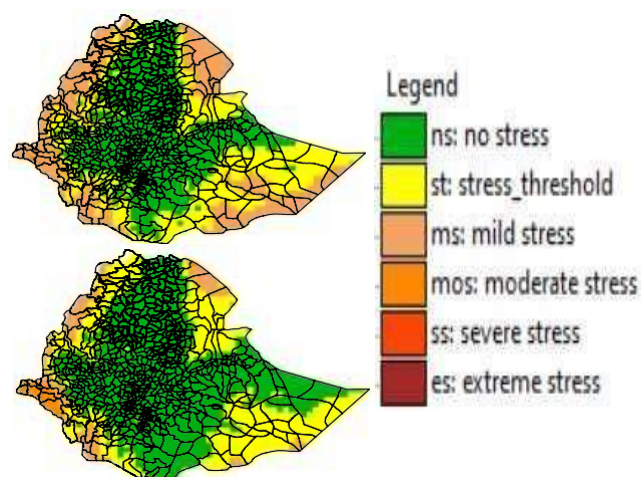 Legend
ns: no stress
st: stress_threshold
ms: mild stress
mos: moderate stress
ss: severe stress
es: extreme stress